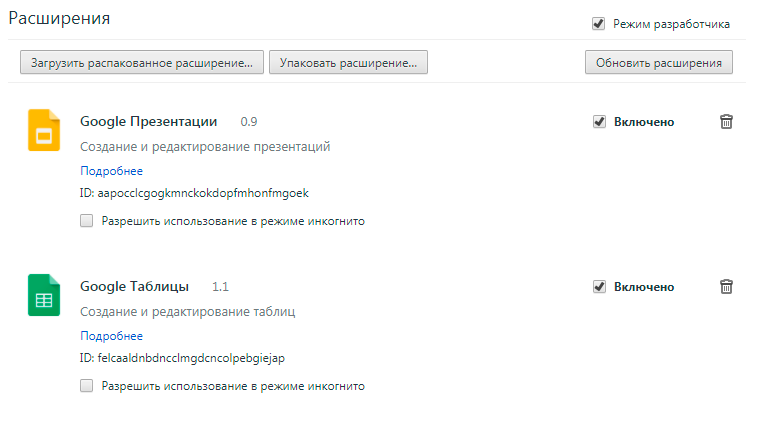 Расширения
Режим разработчика
Загрузить распакованное расширение... Упаковать расширение... Обновить расширения
Google Презентации 0.9 Включено
Создание и редактирование презентаций
Подробнее
ID: aapocclcgogkmnckokdopfmhonfmgoek
Разрешить использование в режиме инкогнито
Google Таблицы 1.1 Включено
Создание и редактирование таблиц
Подробнее
ID: felcaaldnbdncclmgdcncolpebgiejap
Разрешить использование в режиме инкогнито